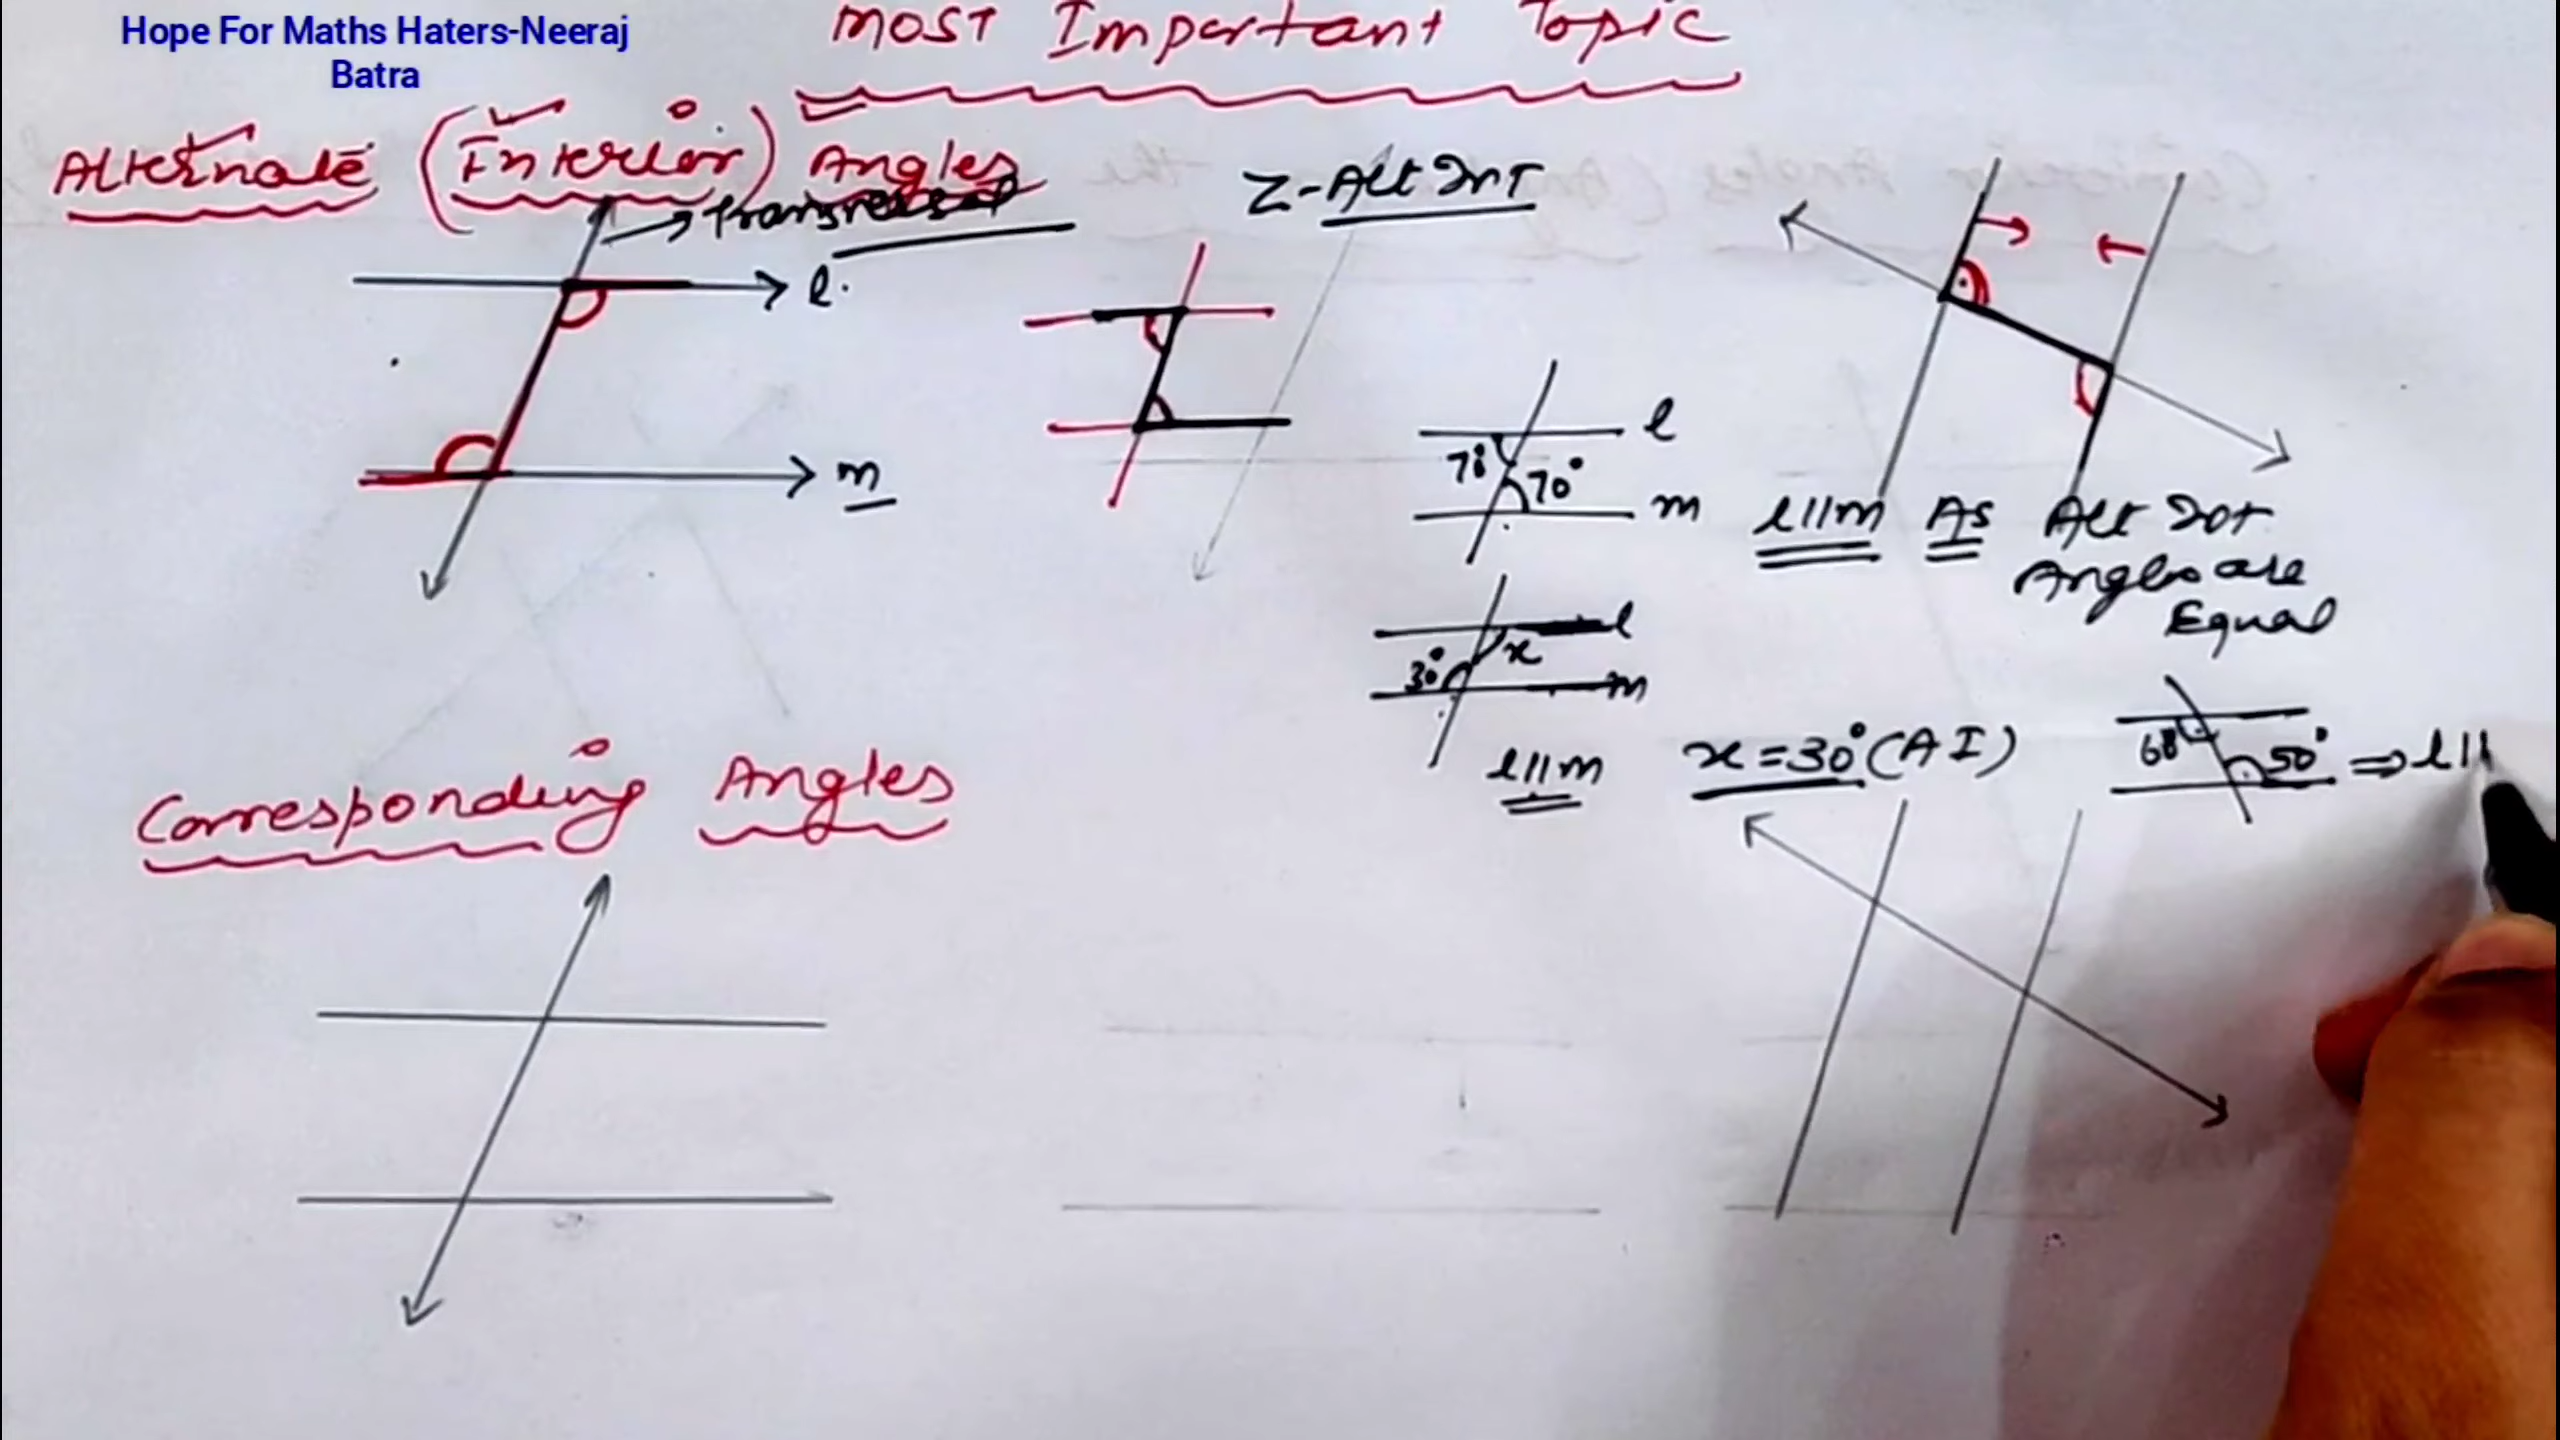 Hope For Maths Haters-Neeraj
Batra
Most Important Topic
Alternate (Interior) Angles
Transversal
l.
m
Z-Alt Int
l
70° 70°
m
l||m As Alt Int
Angles are
Equal
l
30° x
m
l||m
x=30° (AI)
60° 50° ⇒ l||
Corresponding Angles